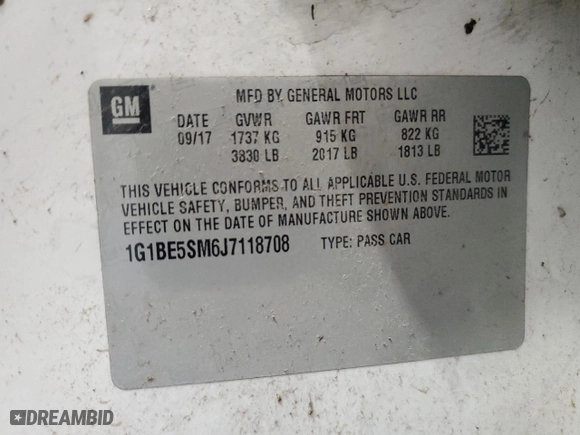 GM
MFD BY GENERAL MOTORS LLC
DATE GVWR GAWR FRT GAWR RR
09/17 1737 KG 915 KG 822 KG
3830 LB 2017 LB 1813 LB
THIS VEHICLE CONFORMS TO ALL APPLICABLE U.S. FEDERAL MOTOR
VEHICLE SAFETY, BUMPER, AND THEFT PREVENTION STANDARDS IN
EFFECT ON THE DATE OF MANUFACTURE SHOWN ABOVE.
1G1BE5SM6J7118708 TYPE: PASS CAR
DREAMBID